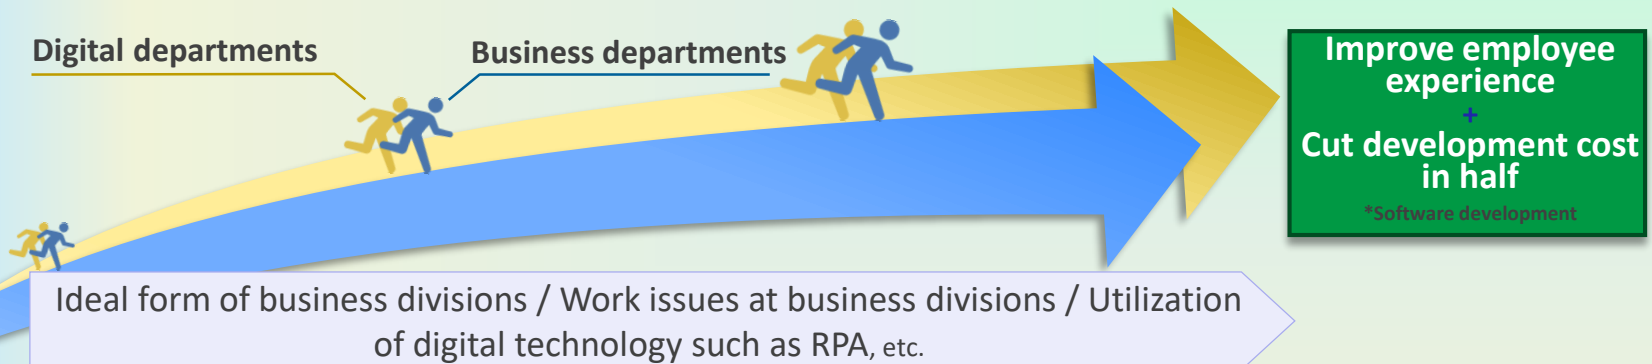 Digital departments
Business departments
Improve employee
experience
+
Cut development cost
in half
*Software development
Ideal form of business divisions / Work issues at business divisions / Utilization
of digital technology such as RPA, etc.